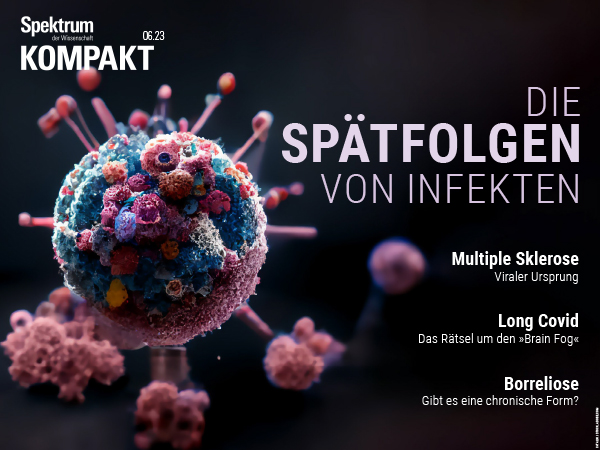 Spektrum
der Wissenschaft
KOMPAKT
06.23
DIE
SPÄTFOLGEN
VON INFEKTEN
Multiple Sklerose
Viraler Ursprung
Long Covid
Das Rätsel um den »Brain Fog«
Borreliose
Gibt es eine chronische Form?